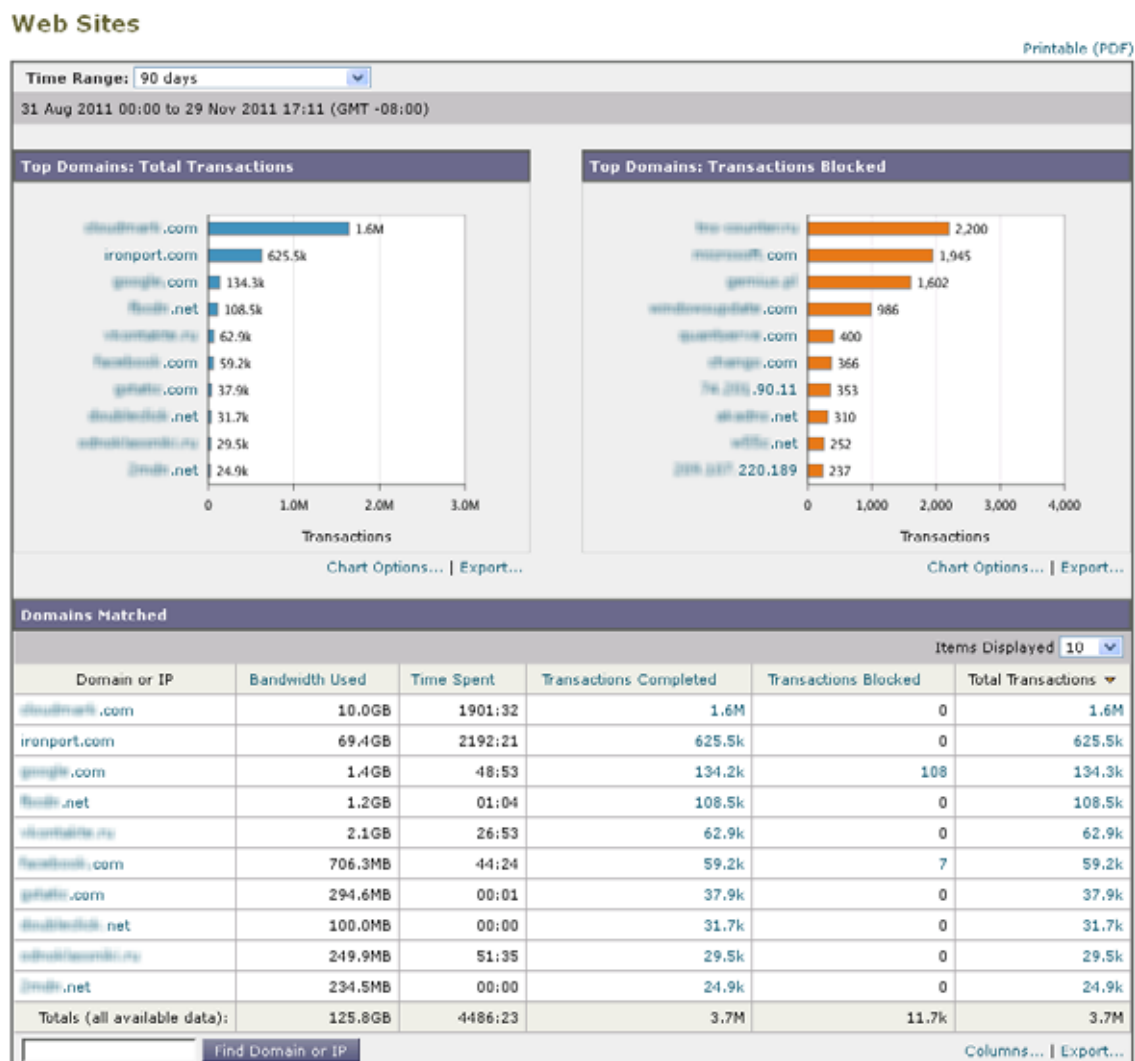 Web Sites
Printable (PDF)
Time Range: 90 days
31 Aug 2011 00:00 to 29 Nov 2011 17:11 (GMT -08:00)
Top Domains: Total Transactions
.com 1.6M
ironport.com 625.5k
.com 134.3k
.net 108.5k
62.9k
.com 59.2k
.com 37.9k
.net 31.7k
29.5k
.net 24.9k
0 1.0M 2.0M 3.0M
Transactions
Chart Options... | Export...
Top Domains: Transactions Blocked
2,200
.com 1,945
1,602
.com 986
.com 400
.com 366
.90.11 353
.net 310
.net 252
220.189 237
0 1,000 2,000 3,000 4,000
Transactions
Chart Options... | Export...
Domains Matched
Items Displayed 10
Domain or IP Bandwidth Used Time Spent Transactions Completed Transactions Blocked Total Transactions
.com 10.0GB 1901:32 1.6M 0 1.6M
ironport.com 69.4GB 2192:21 625.5k 0 625.5k
.com 1.4GB 48:53 134.2k 108 134.3k
.net 1.2GB 01:04 108.5k 0 108.5k
2.1GB 26:53 62.9k 0 62.9k
.com 706.3MB 44:24 59.2k 7 59.2k
.com 294.6MB 00:01 37.9k 0 37.9k
.net 100.0MB 00:00 31.7k 0 31.7k
249.9MB 51:35 29.5k 0 29.5k
.net 234.5MB 00:00 24.9k 0 24.9k
Totals (all available data): 125.8GB 4486:23 3.7M 11.7k 3.7M
Find Domain or IP
Columns... | Export...